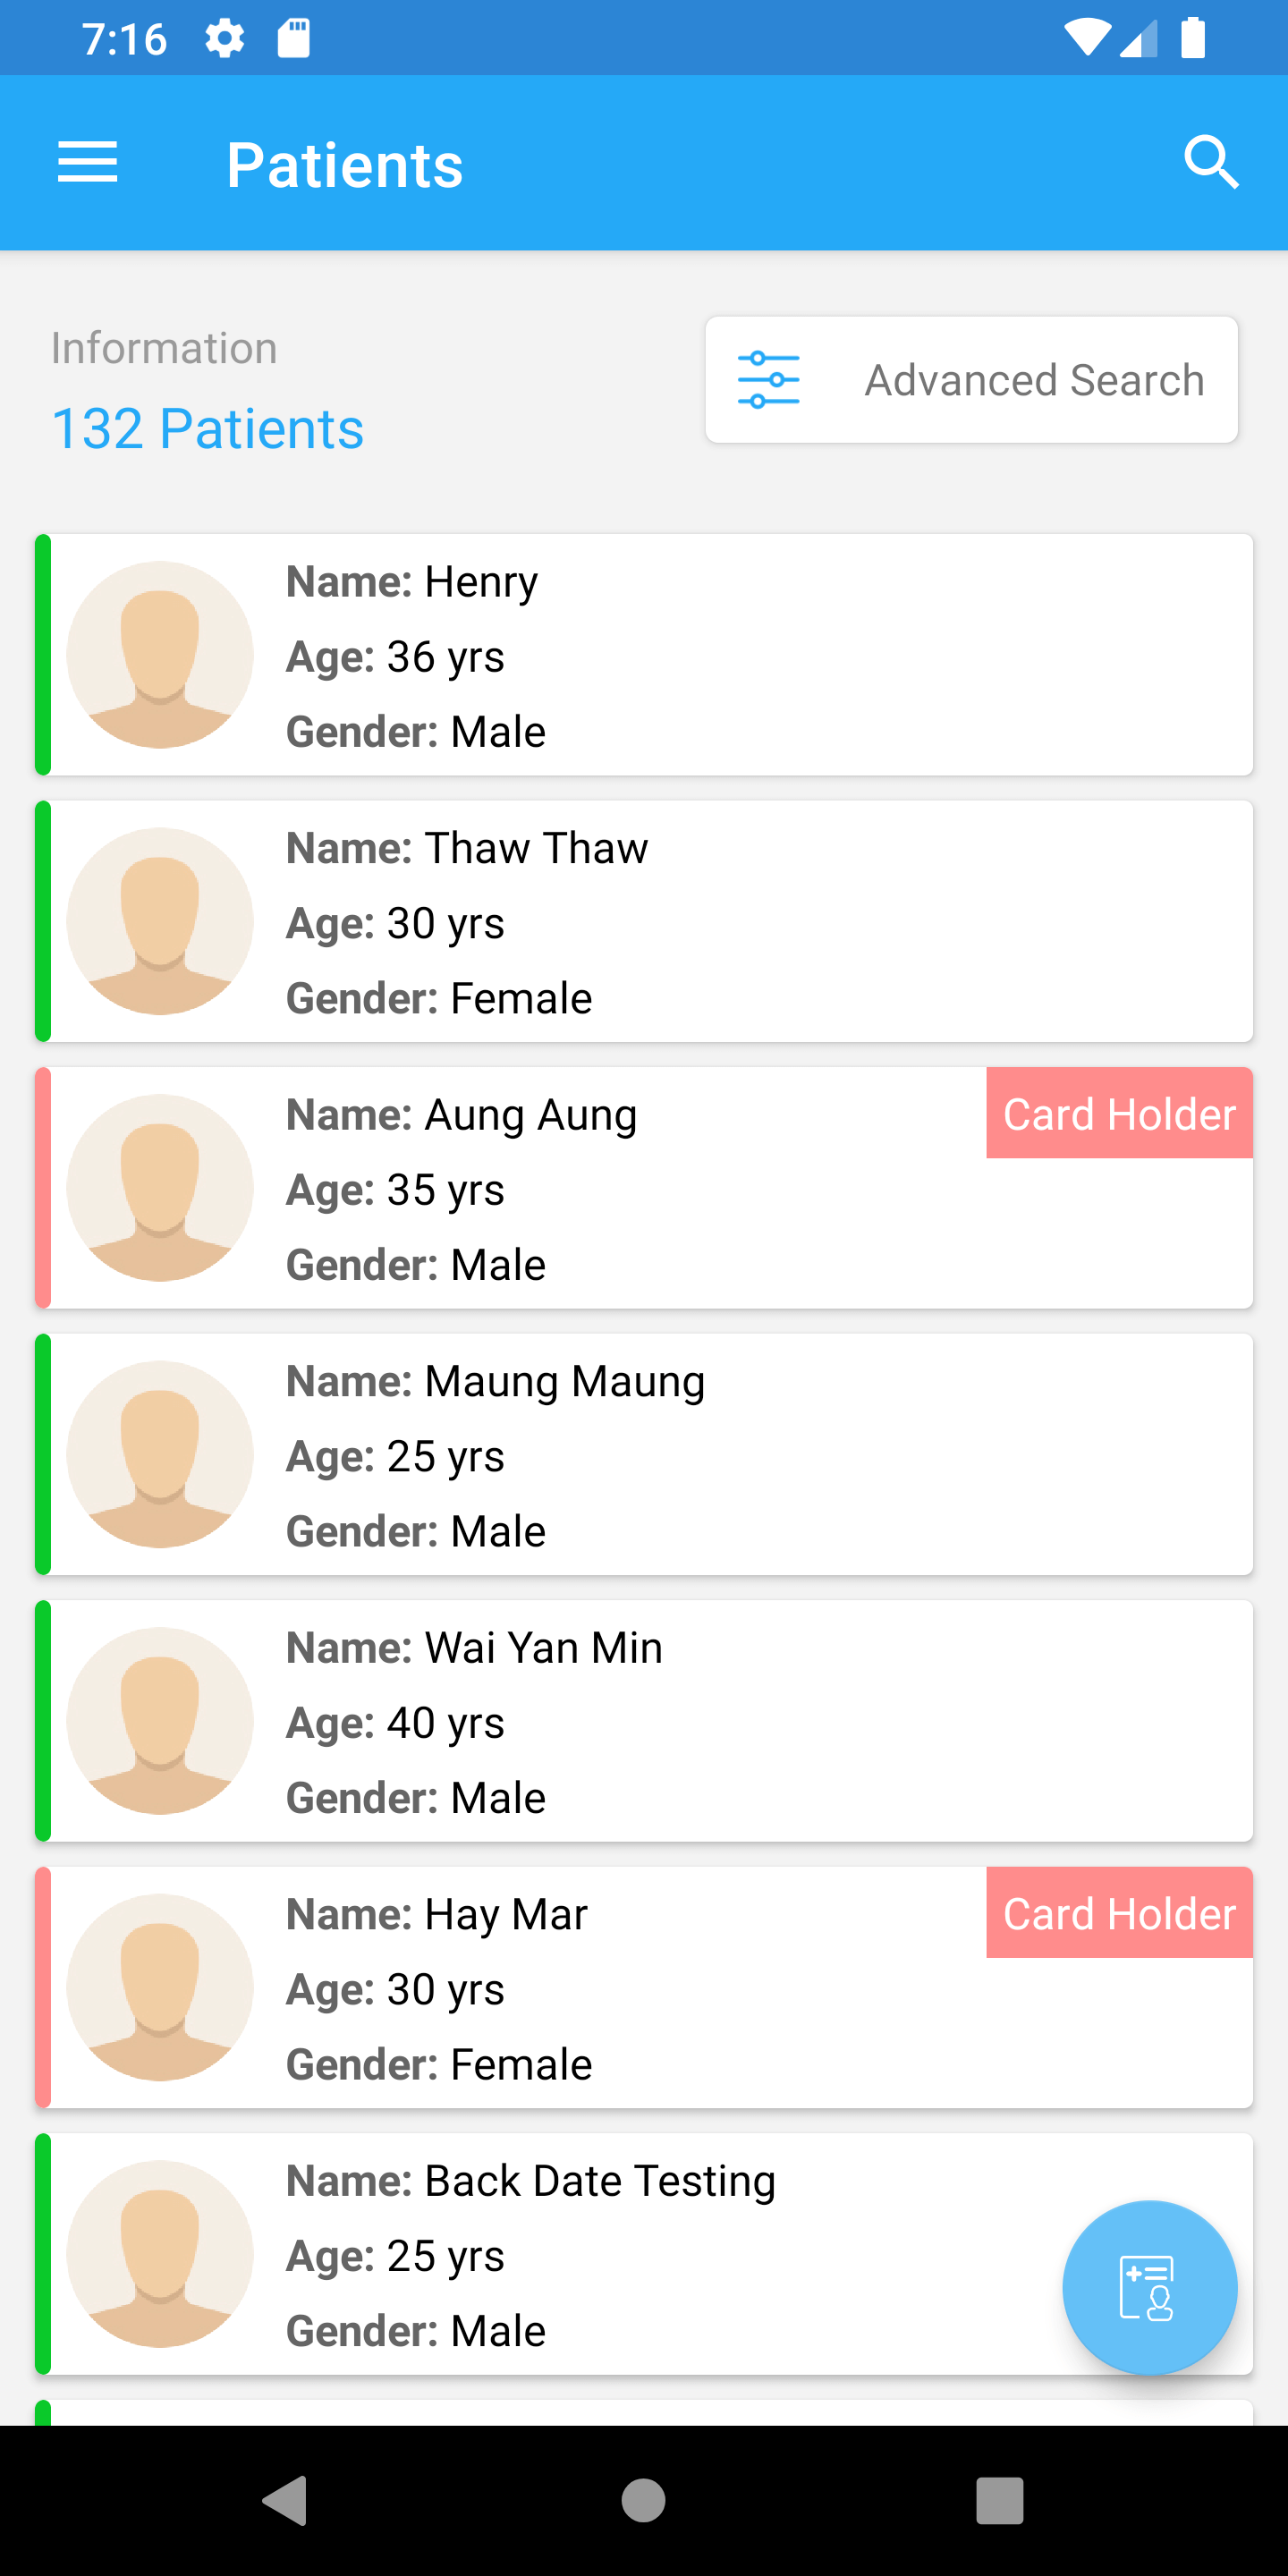 7:16
Patients
Information
132 Patients
Advanced Search
Name: Henry
Age: 36 yrs
Gender: Male
Name: Thaw Thaw
Age: 30 yrs
Gender: Female
Name: Aung Aung
Card Holder
Age: 35 yrs
Gender: Male
Name: Maung Maung
Age: 25 yrs
Gender: Male
Name: Wai Yan Min
Age: 40 yrs
Gender: Male
Name: Hay Mar
Card Holder
Age: 30 yrs
Gender: Female
Name: Back Date Testing
Age: 25 yrs
Gender: Male